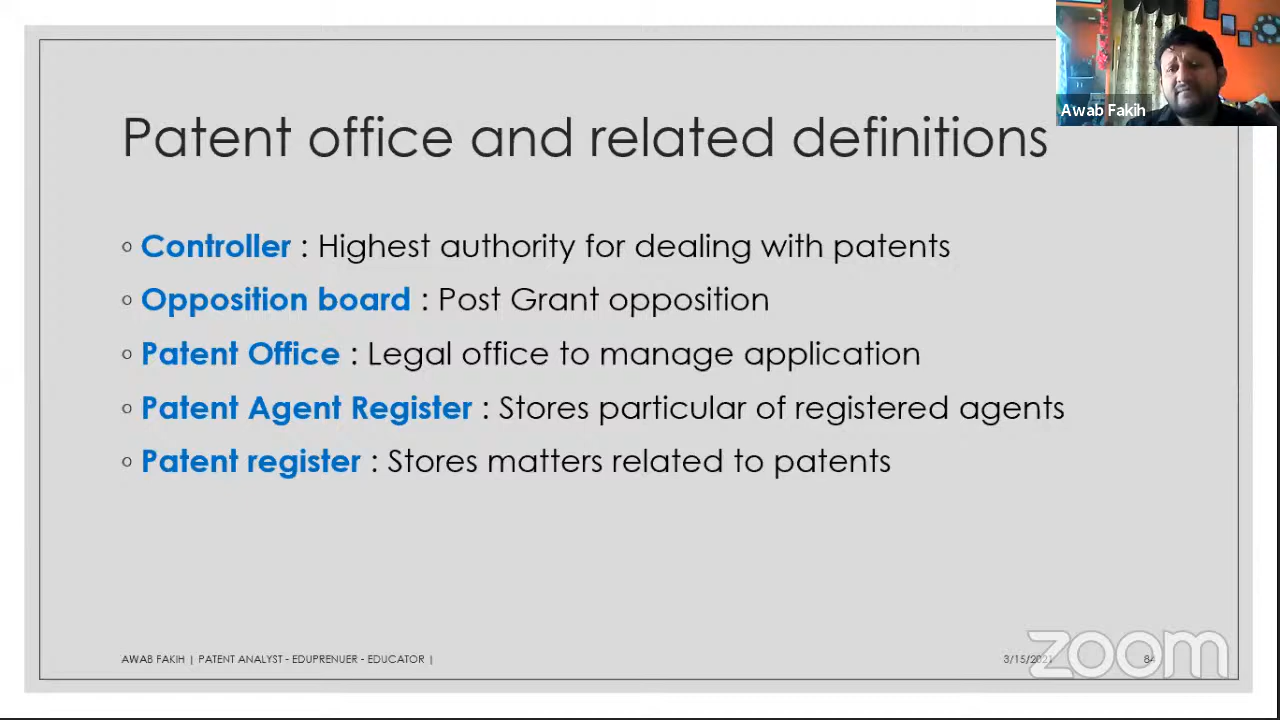 Awab Fakih
Patent office and related definitions
Controller : Highest authority for dealing with patents
Opposition board : Post Grant opposition
Patent Office : Legal office to manage application
Patent Agent Register : Stores particular of registered agents
Patent register : Stores matters related to patents
AWAB FAKIH | PATENT ANALYST - EDUPRENUER - EDUCATOR |
3/15/2021
84
zoom